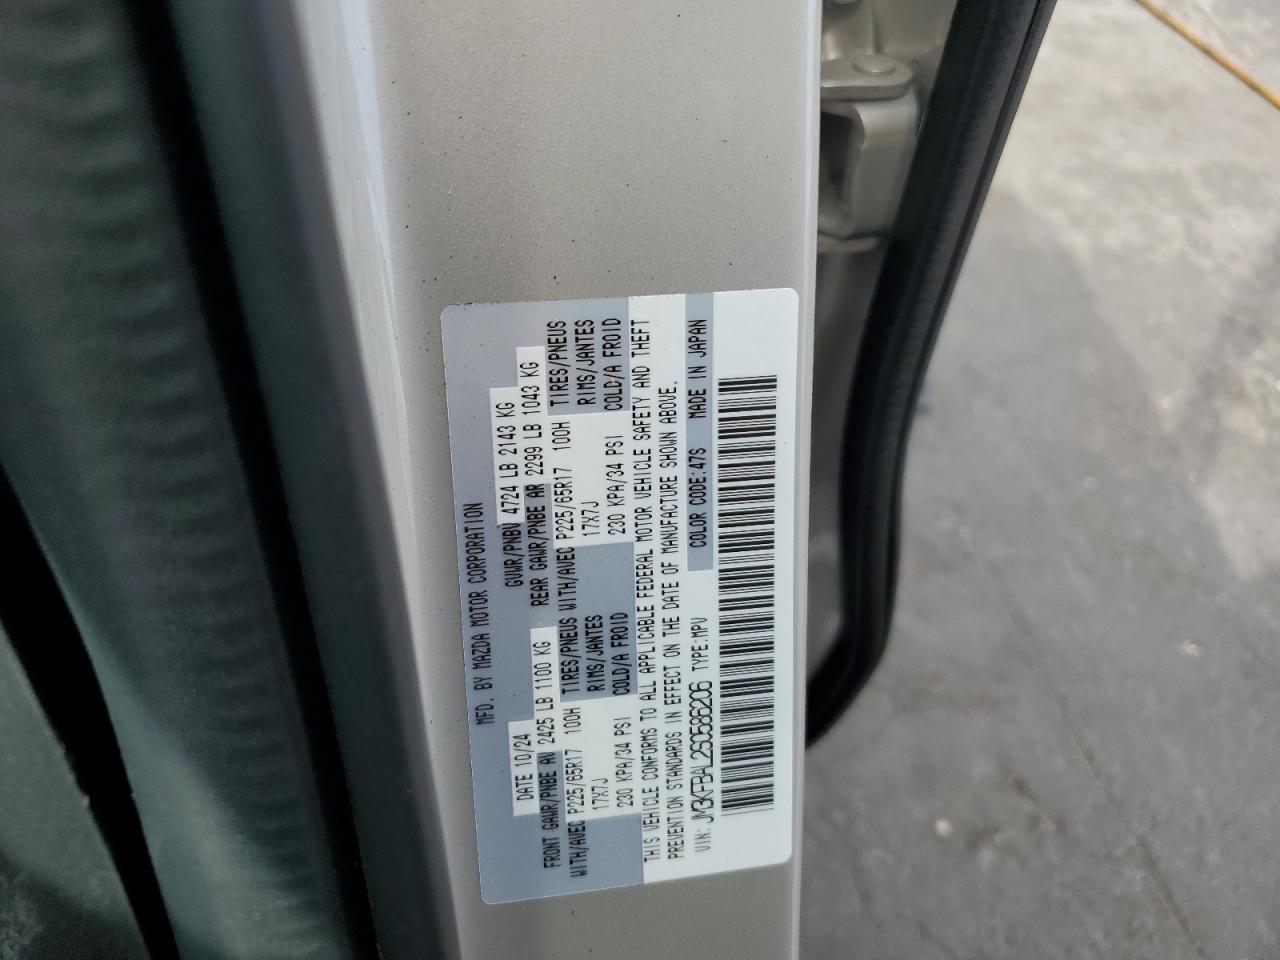 MFD. BY MAZDA MOTOR CORPORATION
DATE 10/24 GVWR/PNBV 4724 LB 2143 KG
FRONT GAWR/PNBE AV 2425 LB 1100 KG REAR GAWR/PNBE AR 2299 LB 1043 KG
WITH/AVEC P225/65R17 100H TIRES/PNEUS WITH/AVEC P225/65R17 100H TIRES/PNEUS
17X7J RIMS/JANTES 17X7J RIMS/JANTES
230 KPA/34 PSI COLD/A FROID 230 KPA/34 PSI COLD/A FROID
THIS VEHICLE CONFORMS TO ALL APPLICABLE FEDERAL MOTOR VEHICLE SAFETY AND THEFT
PREVENTION STANDARDS IN EFFECT ON THE DATE OF MANUFACTURE SHOWN ABOVE.
VIN: JM3KFBAL2S0586206 TYPE:MPV COLOR CODE:47S MADE IN JAPAN